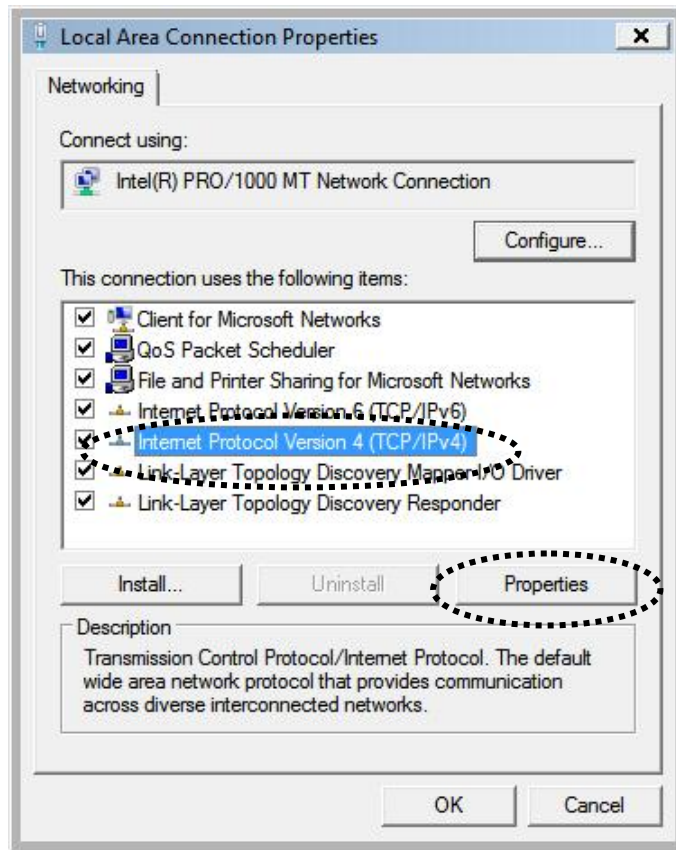 Local Area Connection Properties
Networking
Connect using:
Intel(R) PRO/1000 MT Network Connection
Configure...
This connection uses the following items:
Client for Microsoft Networks
QoS Packet Scheduler
File and Printer Sharing for Microsoft Networks
Internet Protocol Version 6 (TCP/IPv6)
Internet Protocol Version 4 (TCP/IPv4)
Link-Layer Topology Discovery Mapper I/O Driver
Link-Layer Topology Discovery Responder
Install... Uninstall Properties
Description
Transmission Control Protocol/Internet Protocol. The default
wide area network protocol that provides communication
across diverse interconnected networks.
OK Cancel